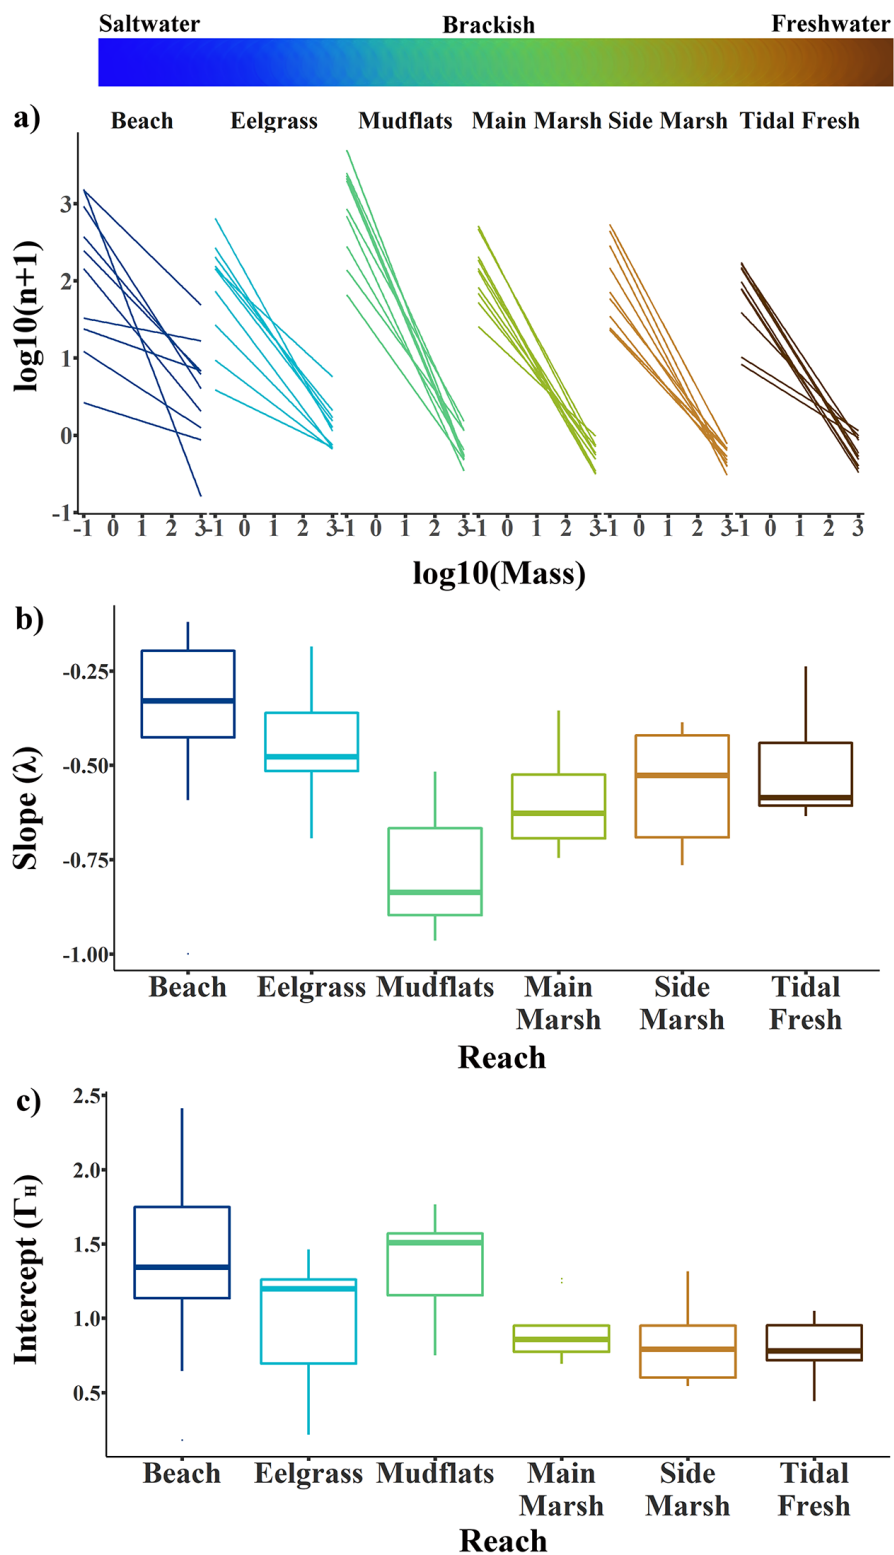 Saltwater Brackish Freshwater
a) Beach Eelgrass Mudflats Main Marsh Side Marsh Tidal Fresh
log10(n+1)
3
2
1
0
-1
-1 0 1 2 3 -1 0 1 2 3 -1 0 1 2 3 -1 0 1 2 3 -1 0 1 2 3 -1 0 1 2 3
log10(Mass)
b)
Slope (λ)
-0.25
-0.50
-0.75
-1.00
Beach Eelgrass Mudflats Main Side Tidal
Marsh Marsh Fresh
Reach
c)
Intercept (ΓH)
2.5
2.0
1.5
1.0
0.5
Beach Eelgrass Mudflats Main Side Tidal
Marsh Marsh Fresh
Reach